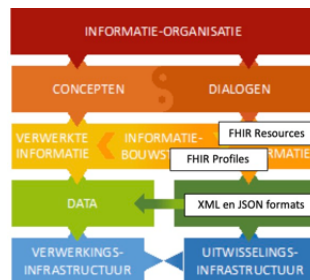 INFORMATIE-ORGANISATIE
CONCEPTEN
DIALOGEN
VERWERKTE
INFORMATIE
INFORMATIE-
BOUWST
FHIR Resources
RMATIE
FHIR Profiles
DATA
XML en JSON formats
VERWERKINGS-
INFRASTRUCTUUR
UITWISSELINGS-
INFRASTRUCTUUR